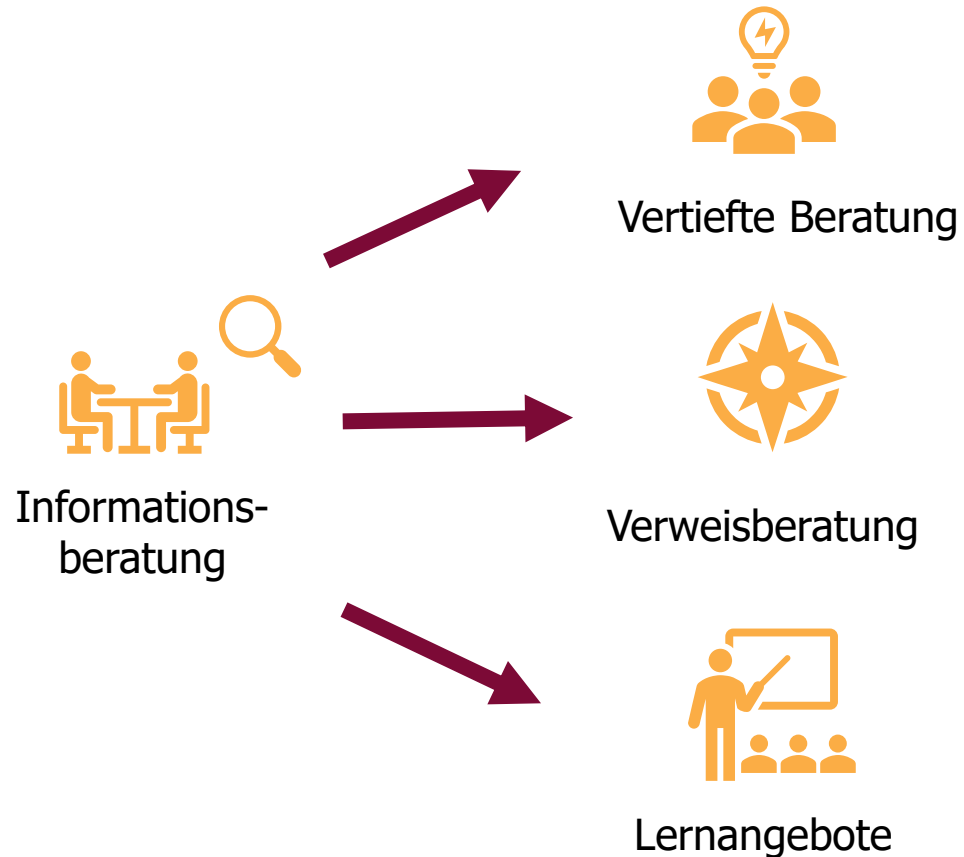 Vertiefte Beratung
Informations-
beratung
Verweisberatung
Lernangebote